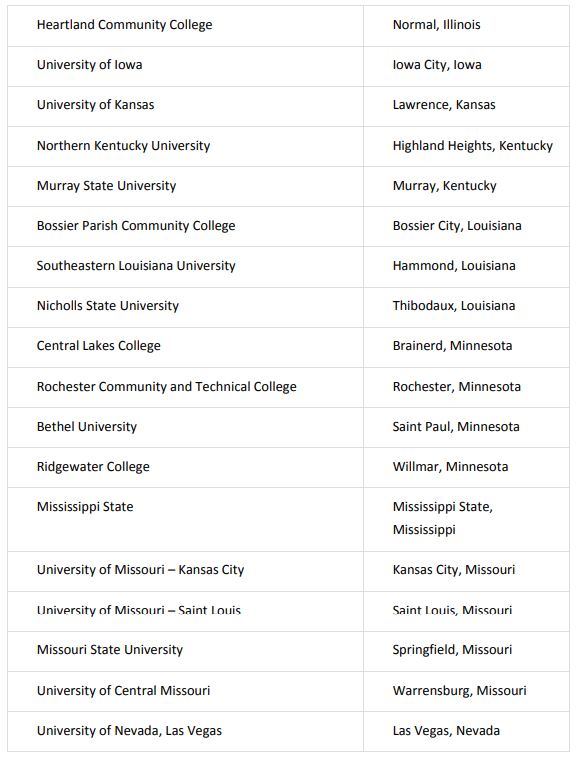 Heartland Community College Normal, Illinois
University of Iowa Iowa City, Iowa
University of Kansas Lawrence, Kansas
Northern Kentucky University Highland Heights, Kentucky
Murray State University Murray, Kentucky
Bossier Parish Community College Bossier City, Louisiana
Southeastern Louisiana University Hammond, Louisiana
Nicholls State University Thibodaux, Louisiana
Central Lakes College Brainerd, Minnesota
Rochester Community and Technical College Rochester, Minnesota
Bethel University Saint Paul, Minnesota
Ridgewater College Willmar, Minnesota
Mississippi State Mississippi State,
Mississippi
University of Missouri – Kansas City Kansas City, Missouri
University of Missouri – Saint Louis Saint Louis, Missouri
Missouri State University Springfield, Missouri
University of Central Missouri Warrensburg, Missouri
University of Nevada, Las Vegas Las Vegas, Nevada